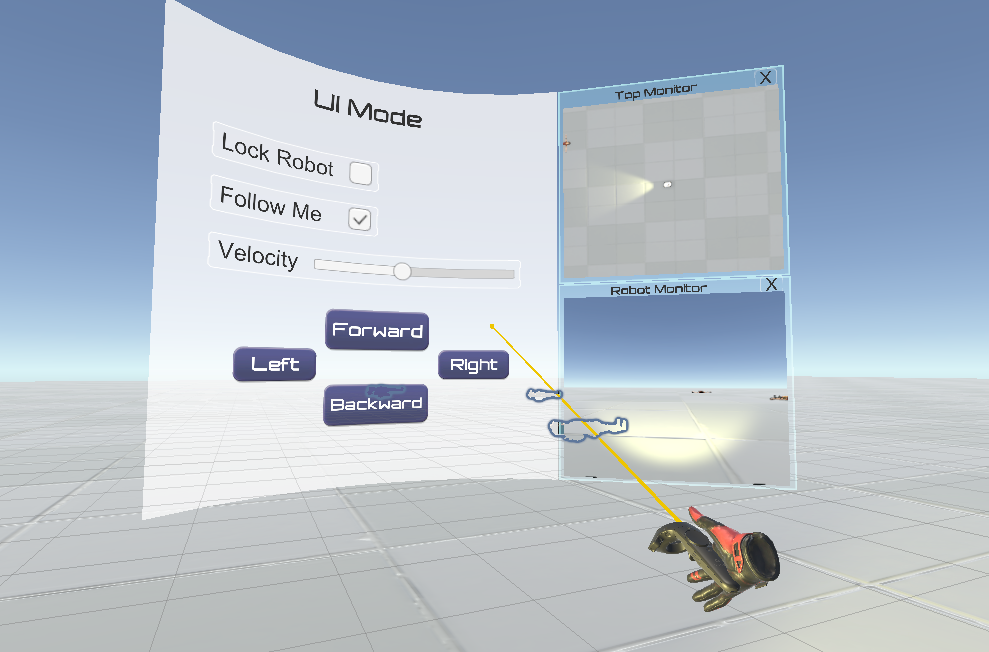 UI Mode
Lock Robot
Follow Me
Velocity
Forward
Left
Right
Backward
Top Monitor
X
Robot Monitor
X